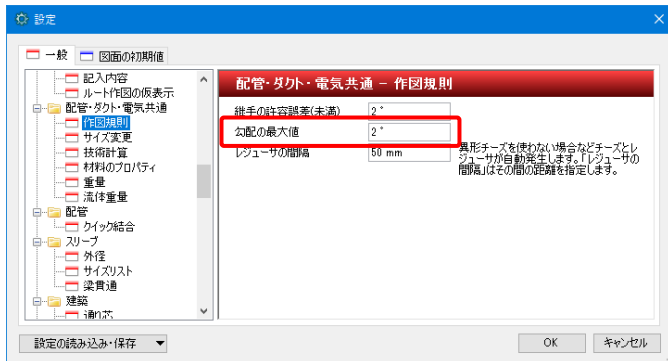 設定
一般
図面の初期値
記入内容
ルート作図の仮表示
配管・ダクト・電気共通
作図規則
サイズ変更
技術計算
材料のプロパティ
重量
流体重量
配管
クイック結合
スリーブ
外径
サイズリスト
梁貫通
建築
通り芯
配管・ダクト・電気共通 － 作図規則
継手の許容誤差(未満) 2 °
勾配の最大値 2 °
レジューサの間隔 50 mm
異形チーズを使わない場合などチーズとレ
ジューサが自動発生します。「レジューサの
間隔」はその間の距離を指定します。
設定の読み込み・保存
OK
キャンセル